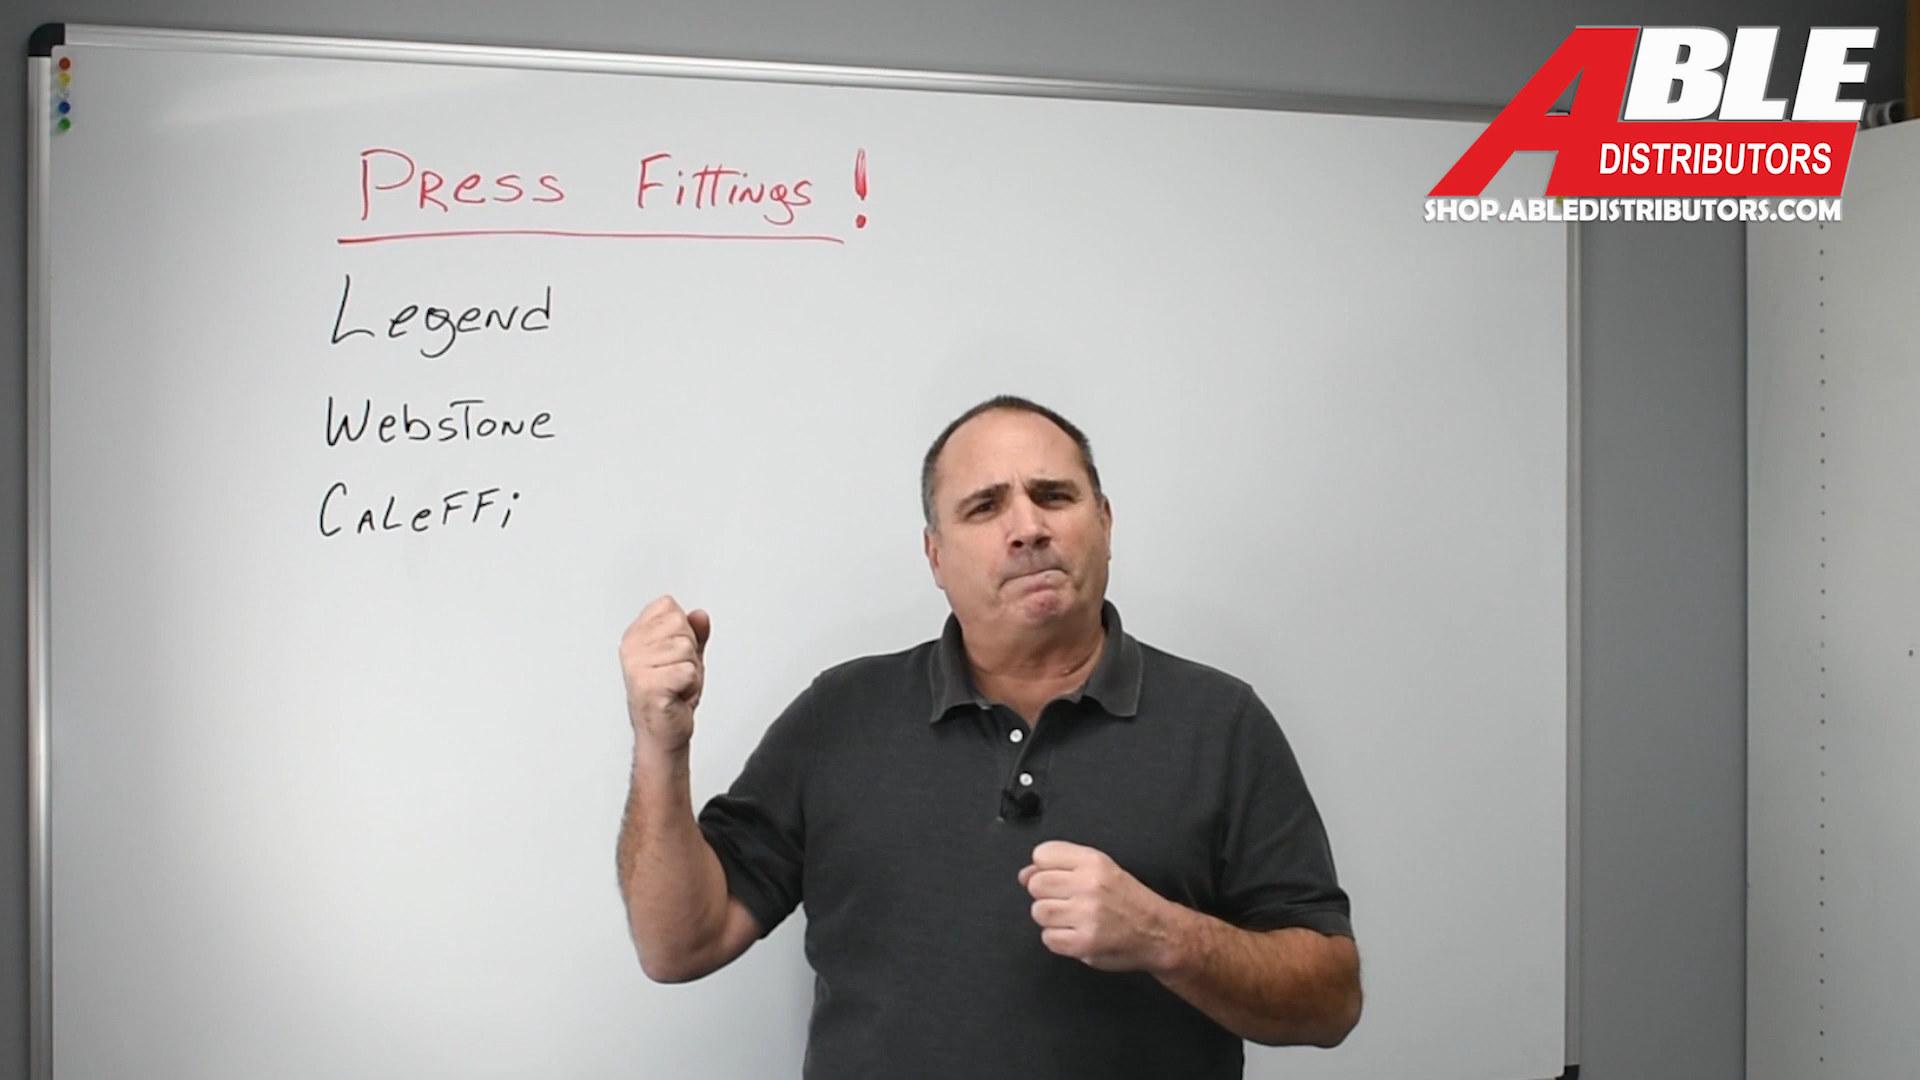 Press Fittings!
Legend
Webstone
Caleffi
ABLE
DISTRIBUTORS
SHOP.ABLEDISTRIBUTORS.COM